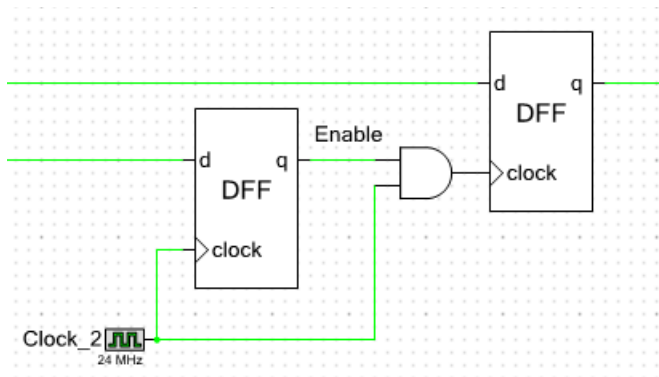 d q
DFF
clock
Enable
d q
DFF
clock
Clock_2
24 MHz